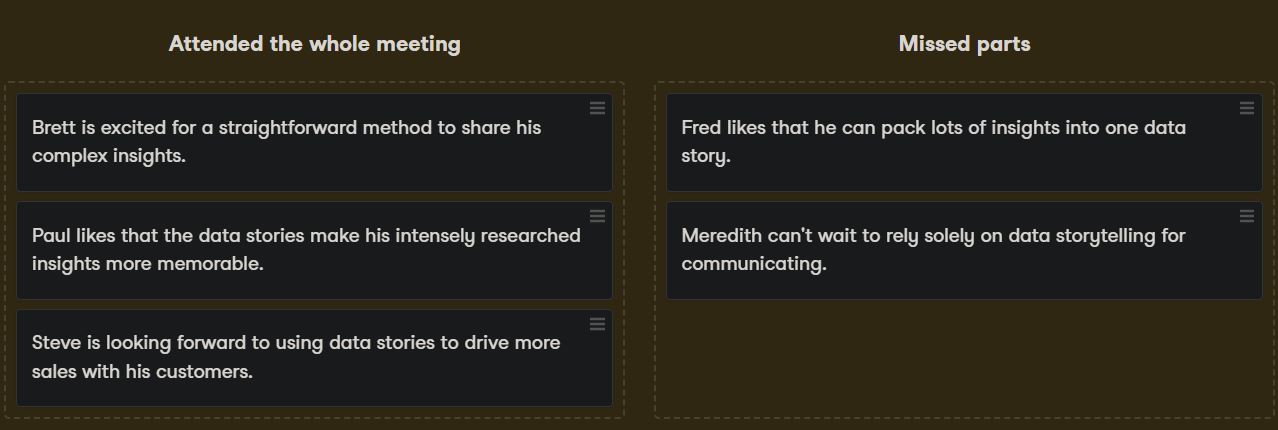 Attended the whole meeting
Brett is excited for a straightforward method to share his
complex insights.
Paul likes that the data stories make his intensely researched
insights more memorable.
Steve is looking forward to using data stories to drive more
sales with his customers.
Missed parts
Fred likes that he can pack lots of insights into one data
story.
Meredith can't wait to rely solely on data storytelling for
communicating.